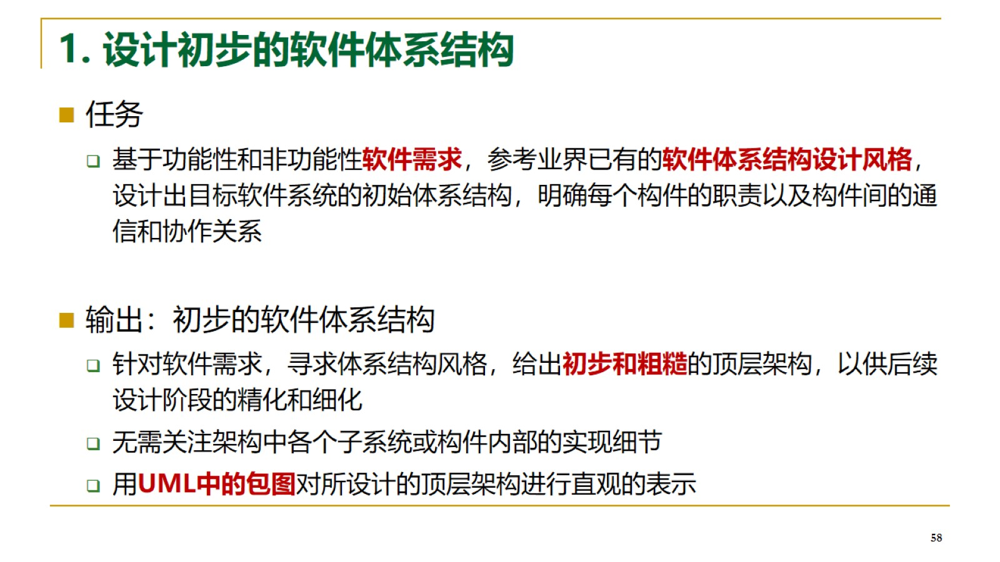 1. 设计初步的软件体系结构
任务
基于功能性和非功能性软件需求，参考业界已有的软件体系结构设计风格，
设计出目标软件系统的初始体系结构，明确每个构件的职责以及构件间的通
信和协作关系
输出：初步的软件体系结构
针对软件需求，寻求体系结构风格，给出初步和粗糙的顶层架构，以供后续
设计阶段的精化和细化
无需关注架构中各个子系统或构件内部的实现细节
用UML中的包图对所设计的顶层架构进行直观的表示
58